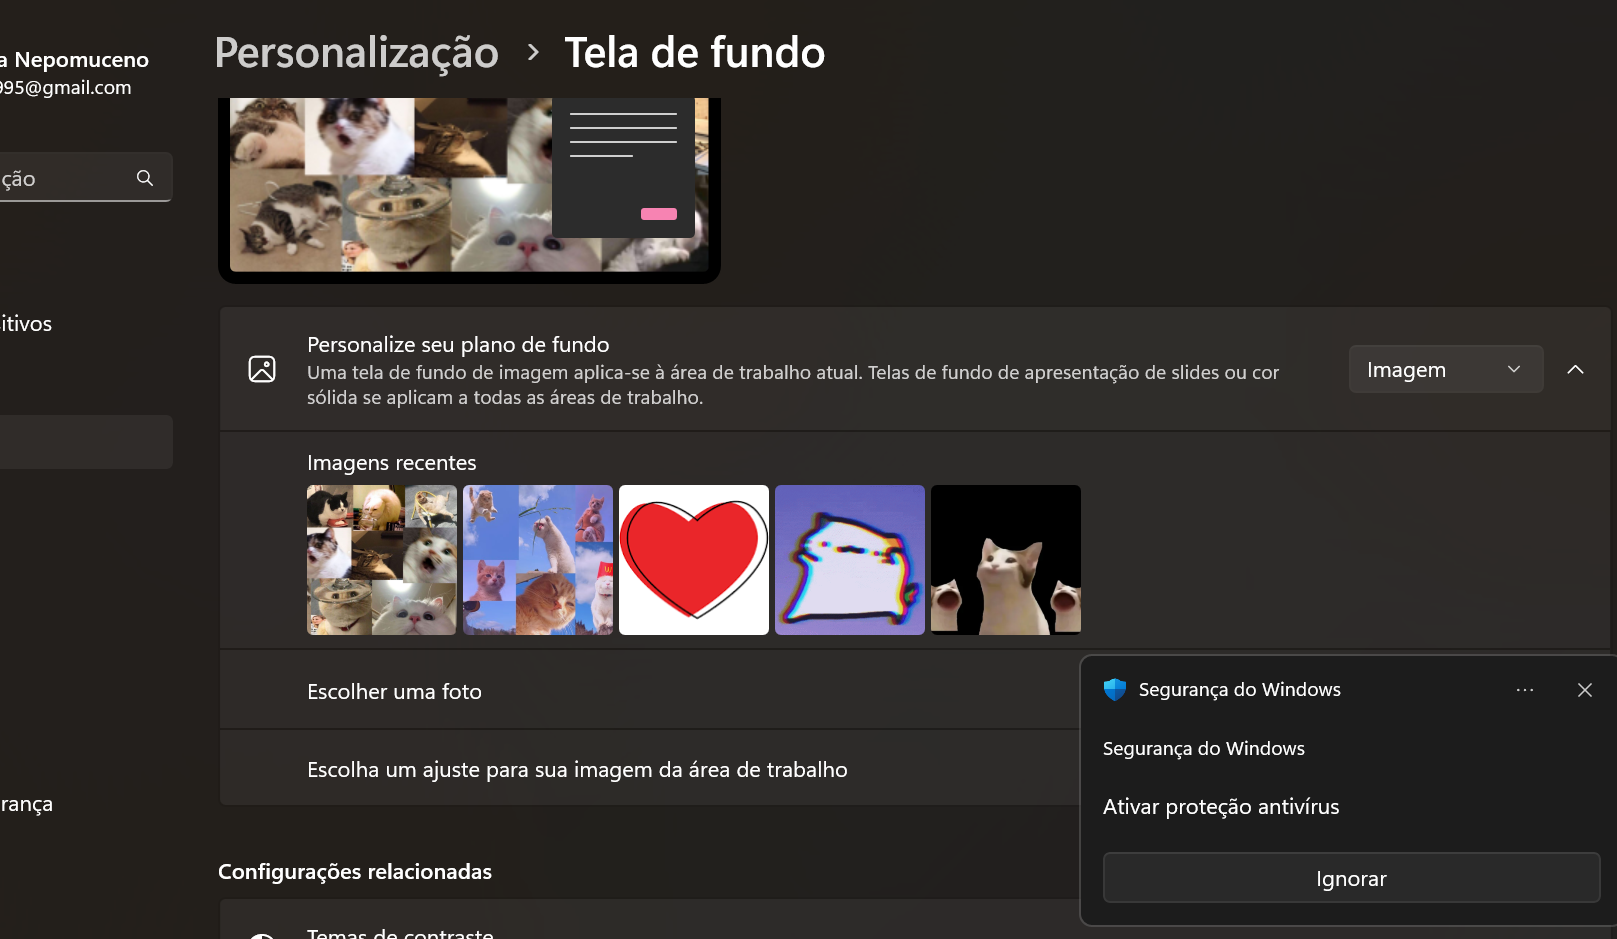 a Nepomuceno
995@gmail.com
ção
itivos
rança
Personalização > Tela de fundo
Personalize seu plano de fundo
Uma tela de fundo de imagem aplica-se à área de trabalho atual. Telas de fundo de apresentação de slides ou cor
sólida se aplicam a todas as áreas de trabalho.
Imagem
Imagens recentes
Escolher uma foto
Escolha um ajuste para sua imagem da área de trabalho
Configurações relacionadas
Temas de contraste
Segurança do Windows
Segurança do Windows
Ativar proteção antivírus
Ignorar